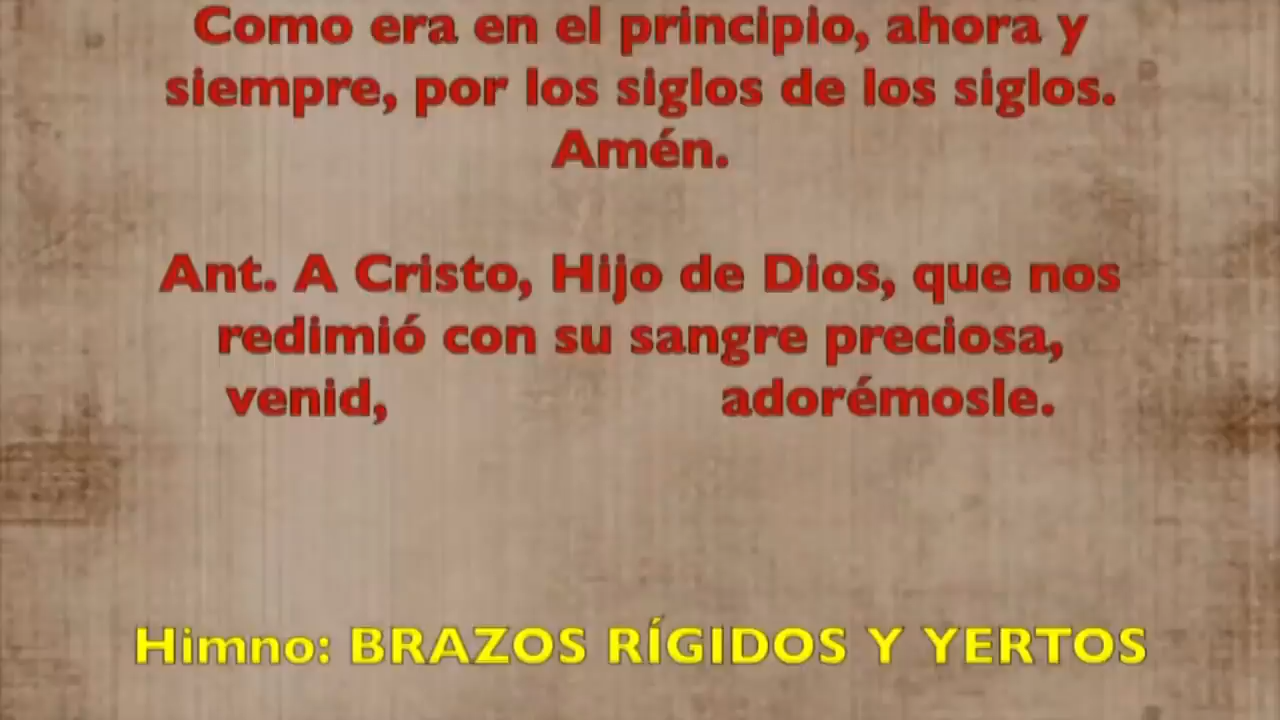 Como era en el principio, ahora y
siempre, por los siglos de los siglos.
Amén.
Ant. A Cristo, Hijo de Dios, que nos
redimió con su sangre preciosa,
venid, adorémosle.
Himno: BRAZOS RÍGIDOS Y YERTOS